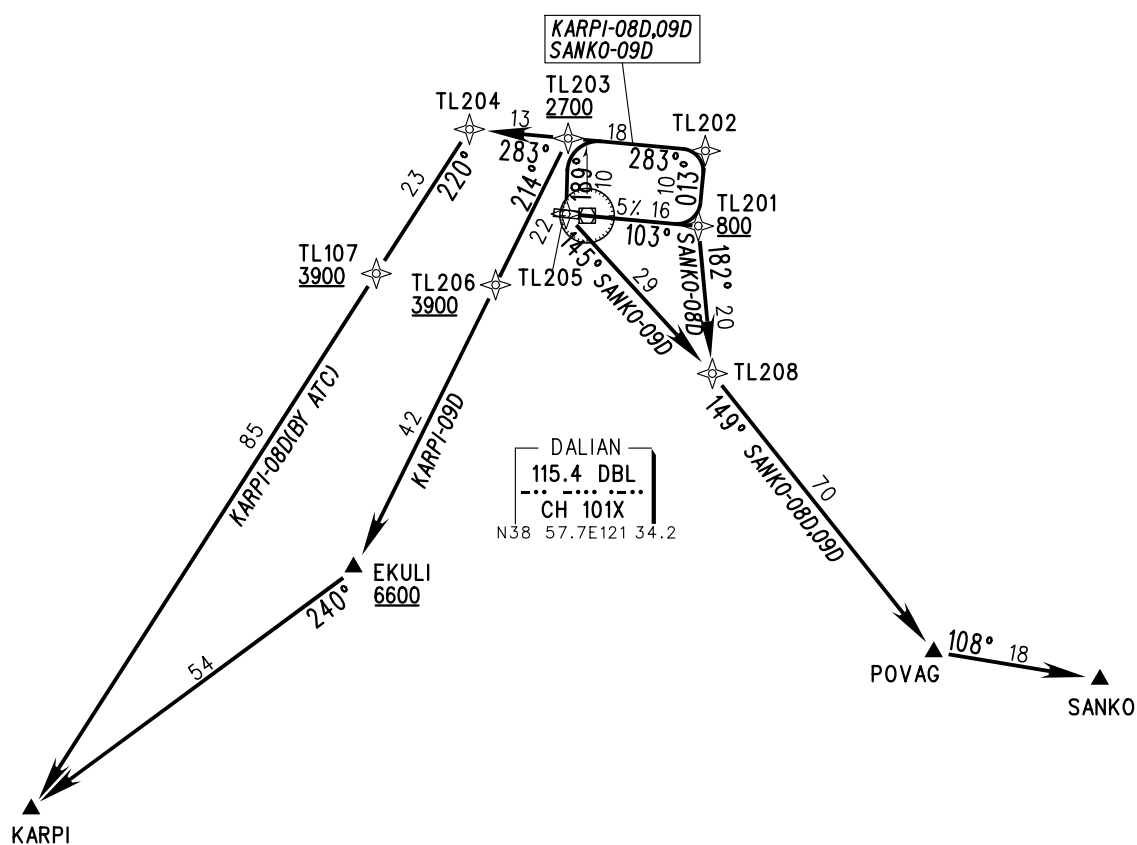 KARPI-08D,09D
SANKO-09D
TL203
2700
TL204
13
283°
18
283°
TL202
013°
10
189°
10
220°
23
214°
22
5% 16
103°
TL201
800
TL107
3900
TL206
3900
TL205
145° SANKO-09D
29
SANKO-08D
182°
20
TL208
149° SANKO-08D,09D
70
85
KARPI-08D(BY ATC)
42
KARPI-09D
DALIAN
115.4 DBL
-·· -··· ·-··
CH 101X
N38 57.7E121 34.2
EKULI
6600
240°
54
POVAG
108°
18
SANKO
KARPI